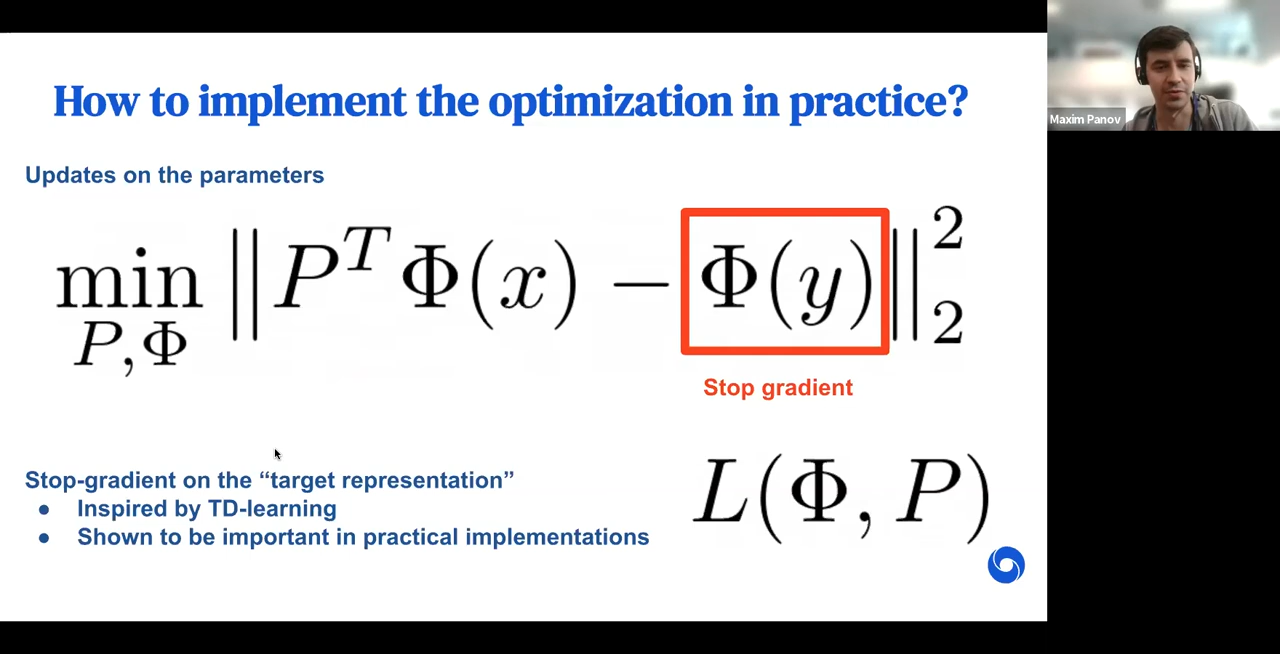 How to implement the optimization in practice?
Maxim Panov
Updates on the parameters
min_{P,Φ} ‖P^T Φ(x) − Φ(y)‖_2^2
Stop gradient
Stop-gradient on the “target representation”
● Inspired by TD-learning
● Shown to be important in practical implementations
L(Φ, P)